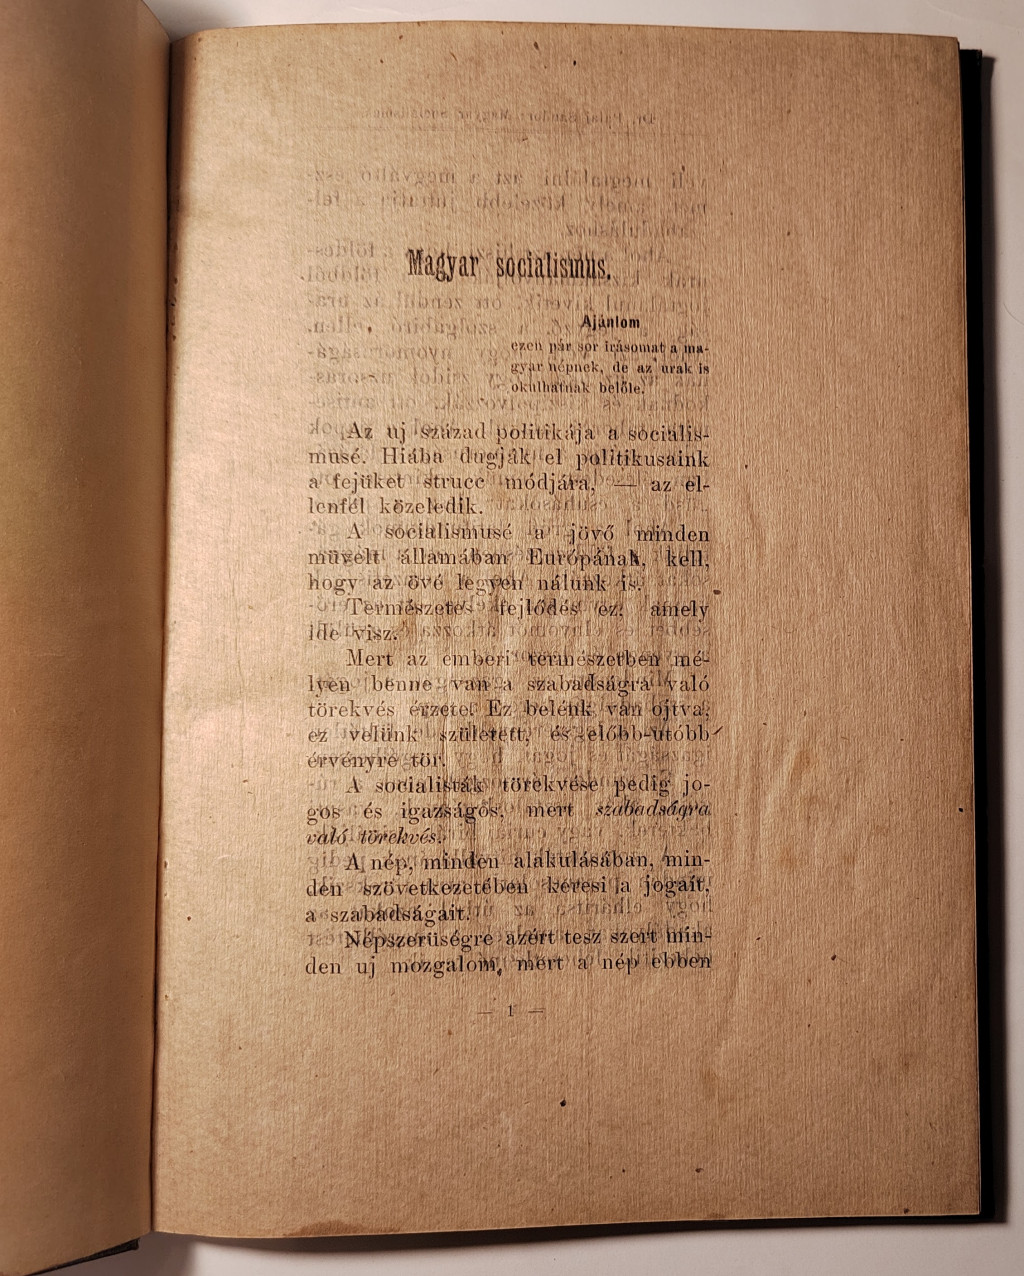 Magyar socialismus.
Ajánlom
ezen pár sor irásomat a ma-
gyar népnek, de az urak is
okulhatnak belőle.
Az uj század politikája a socialis-
musé. Hiába dugják el politikusaink
a fejüket strucc módjára, — az el-
lenfél közeledik.
A socialismusé a jövő minden
müvelt államában Európának, kell,
hogy az övé legyen nálunk is.
Természetes fejlődés ez, amely
ide visz.
Mert az emberi természetben mé-
lyen benne van a szabadságra való
törekvés érzete. Ez belénk van ojtva,
ez velünk született, és előbb-utóbb
érvényre tör.
A socialisták törekvése pedig jo-
gos és igazságos, mert szabadságra
való törekvés.
A nép, minden alakulásában, min-
den szövetkezetében keresi a jogait,
a szabadságait.
Népszerüségre azért tesz szert min-
den uj mozgalom, mert a nép ebben
— 1 —